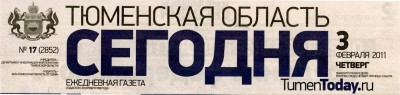 ТЮМЕНСКАЯ ОБЛАСТЬ
№ 17 (2852)
СЕГОДНЯ
3
ФЕВРАЛЯ 2011
ЧЕТВЕРГ
ЕЖЕДНЕВНАЯ ГАЗЕТА
TumenToday.ru